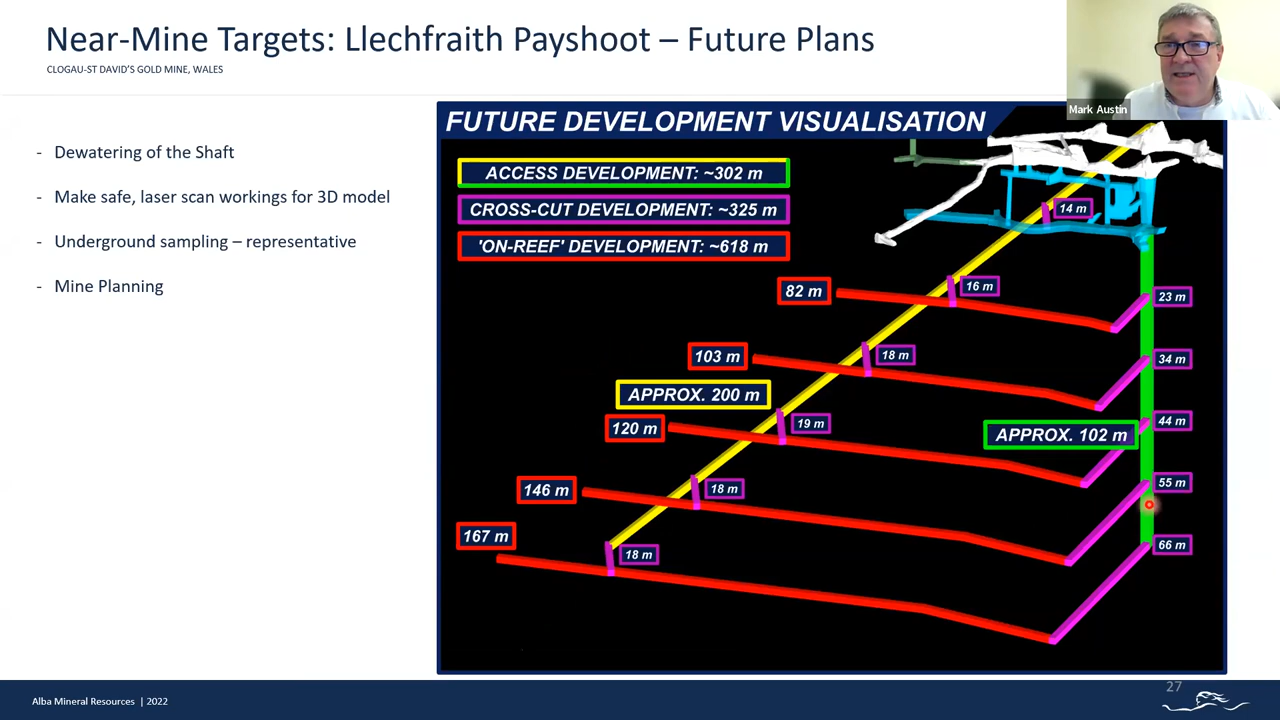 Near-Mine Targets: Llechfraith Payshoot – Future Plans
CLOGAU-ST DAVID'S GOLD MINE, WALES
Mark Austin
- Dewatering of the Shaft
- Make safe, laser scan workings for 3D model
- Underground sampling – representative
- Mine Planning
FUTURE DEVELOPMENT VISUALISATION
ACCESS DEVELOPMENT: ~302 m
CROSS-CUT DEVELOPMENT: ~325 m
'ON-REEF' DEVELOPMENT: ~618 m
14 m
82 m
16 m
23 m
103 m
18 m
34 m
APPROX. 200 m
120 m
19 m
44 m
APPROX. 102 m
146 m
18 m
55 m
167 m
18 m
66 m
Alba Mineral Resources | 2022
27